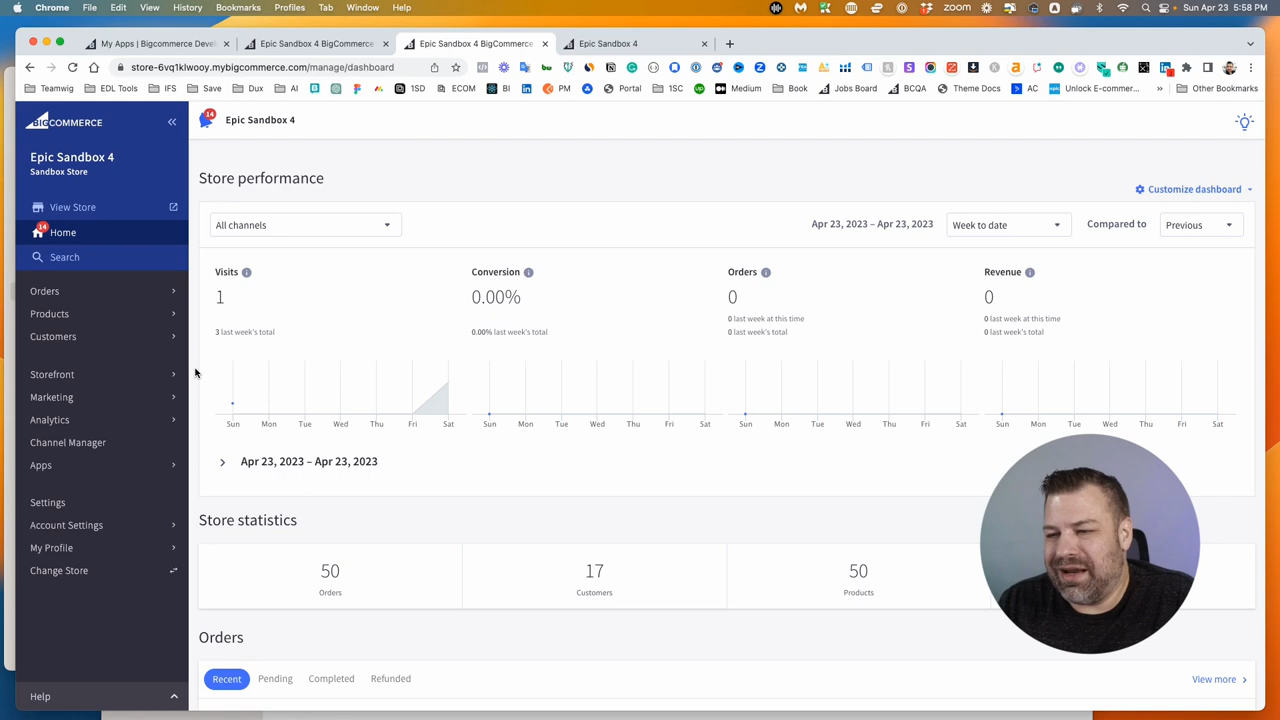 Chrome File Edit View History Bookmarks Profiles Tab Window Help ZOOM Sun Apr 23 5:58 PM
My Apps | Bigcommerce Devel
Epic Sandbox 4 BigCommerce
Epic Sandbox 4 BigCommerce
Epic Sandbox 4
store-6vq1klwooy.mybigcommerce.com/manage/dashboard
Teamwig EDL Tools IFS Save Dux AI 1SD ECOM BI PM Portal 1SC Medium Book Jobs Board BCQA Theme Docs AC Unlock E-commer... » Other Bookmarks
BIGCOMMERCE
«
14
Epic Sandbox 4
Epic Sandbox 4
Sandbox Store
View Store
14
Home
Search
Orders
Products
Customers
Storefront
Marketing
Analytics
Channel Manager
Apps
Settings
Account Settings
My Profile
Change Store
Help
Store performance
Customize dashboard
All channels
Apr 23, 2023 – Apr 23, 2023
Week to date
Compared to
Previous
Visits
1
3 last week's total
Conversion
0.00%
0.00% last week's total
Orders
0
0 last week at this time
0 last week's total
Revenue
0
0 last week at this time
0 last week's total
Sun Mon Tue Wed Thu Fri Sat
Sun Mon Tue Wed Thu Fri Sat
Sun Mon Tue Wed Thu Fri Sat
Sun Mon Tue Wed Thu Fri Sat
Apr 23, 2023 – Apr 23, 2023
Store statistics
50
Orders
17
Customers
50
Products
Orders
Recent Pending Completed Refunded
View more